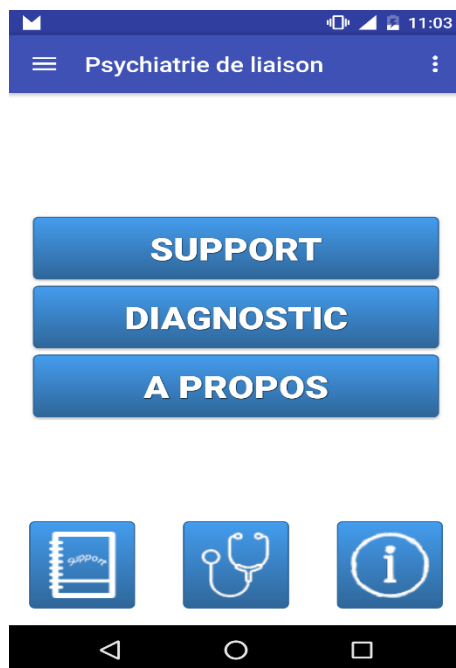 11:03
Psychiatrie de liaison
SUPPORT
DIAGNOSTIC
A PROPOS
support
i